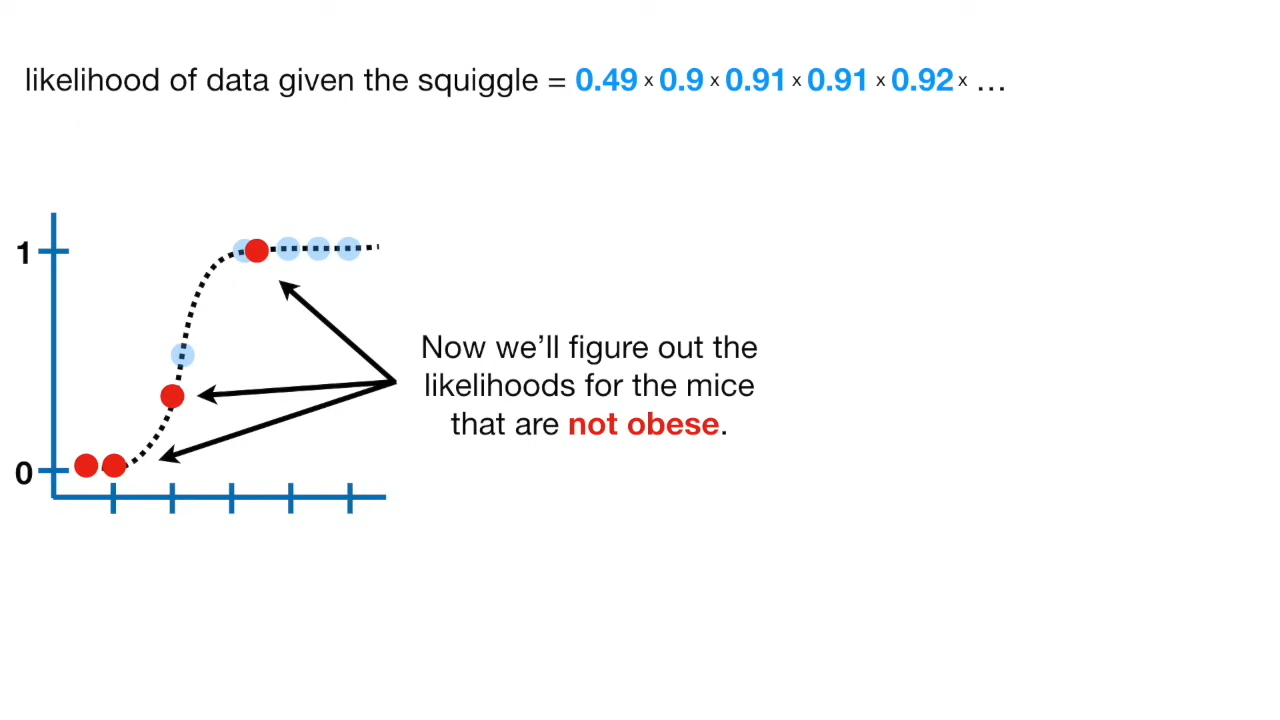 likelihood of data given the squiggle = 0.49 x 0.9 x 0.91 x 0.91 x 0.92 x …
1
0
Now we’ll figure out the
likelihoods for the mice
that are not obese.